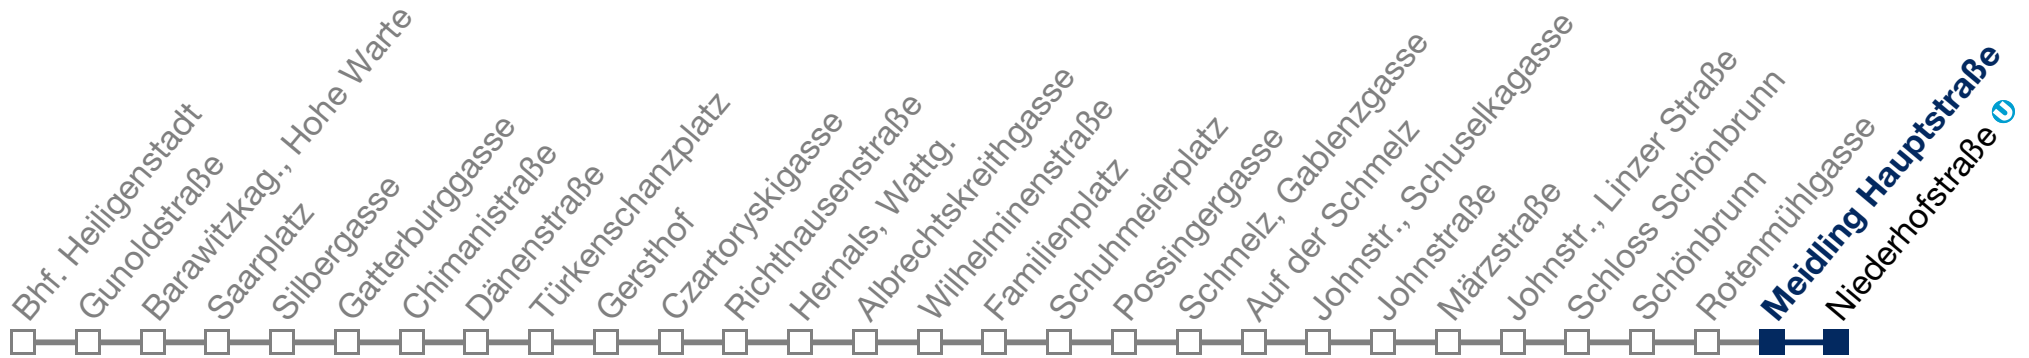 Bhf. Heiligenstadt
Gunoldstraße
Barawitzkag., Hohe Warte
Saarplatz
Silbergasse
Gatterburggasse
Chimanistraße
Dänenstraße
Türkenschanzplatz
Gersthof
Czartoryskigasse
Richthausenstraße
Hernals, Wattg.
Albrechtskreithgasse
Wilhelminenstraße
Familienplatz
Schuhmeierplatz
Possingergasse
Schmelz, Gablenzgasse
Auf der Schmelz
Johnstr., Schuselkagasse
Johnstraße
Märzstraße
Johnstr., Linzer Straße
Schloss Schönbrunn
Schönbrunn
Rotenmühlgasse
Meidling Hauptstraße
Niederhofstraße U